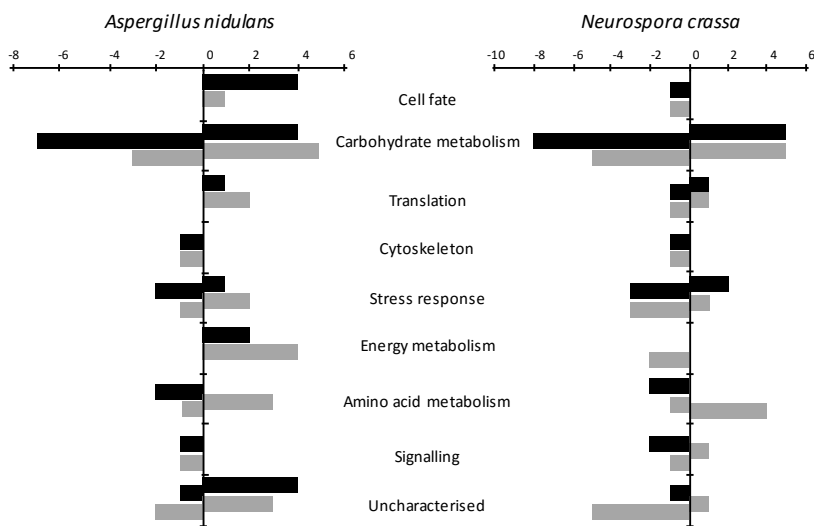 Aspergillus nidulans
Neurospora crassa
-8 -6 -4 -2 0 2 4 6
-10 -8 -6 -4 -2 0 2 4 6
Cell fate
Carbohydrate metabolism
Translation
Cytoskeleton
Stress response
Energy metabolism
Amino acid metabolism
Signalling
Uncharacterised